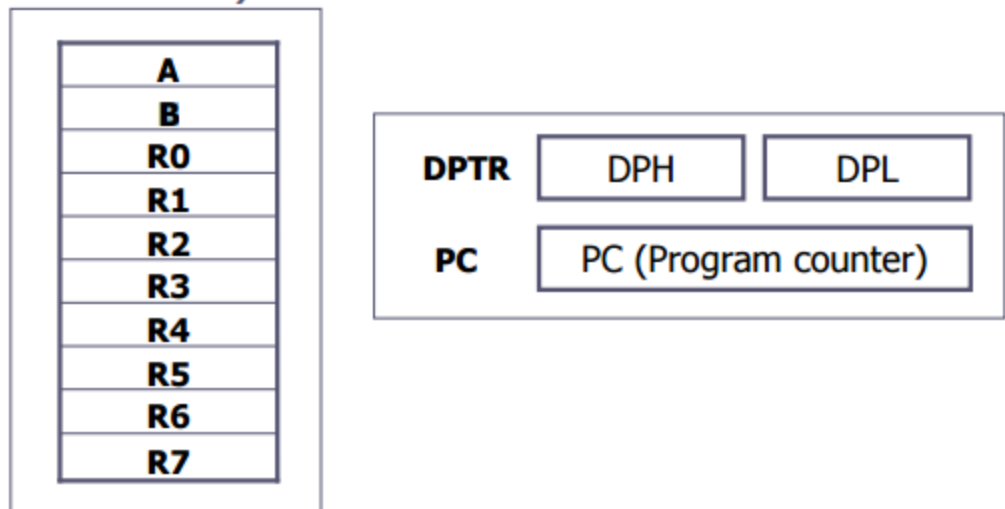 A
B
R0
R1
R2
R3
R4
R5
R6
R7
DPTR DPH DPL
PC PC (Program counter)